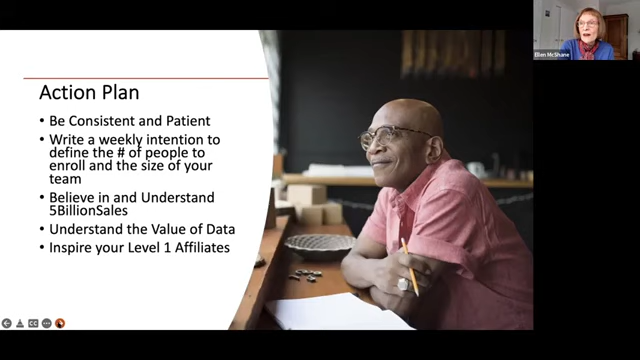 Action Plan
• Be Consistent and Patient
• Write a weekly intention to
define the # of people to
enroll and the size of your
team
• Believe in and Understand
5BillionSales
• Understand the Value of Data
• Inspire your Level 1 Affiliates
Ellen McShane
CC